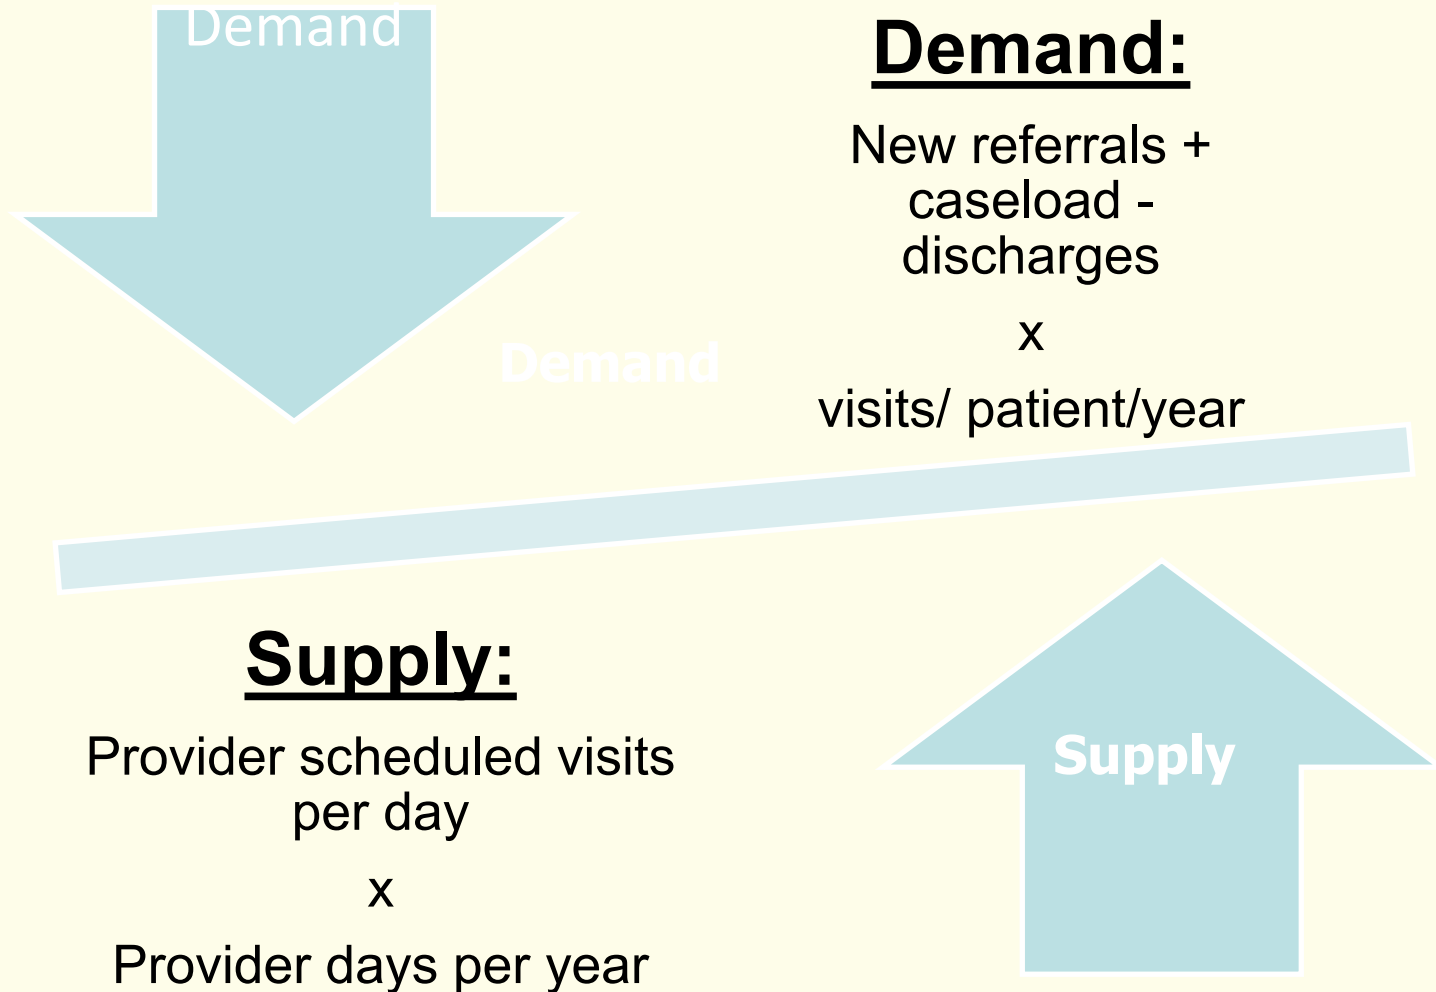 Demand
Demand:
New referrals +
caseload -
discharges
x
visits/ patient/year
Demand
Supply:
Provider scheduled visits
per day
x
Provider days per year
Supply